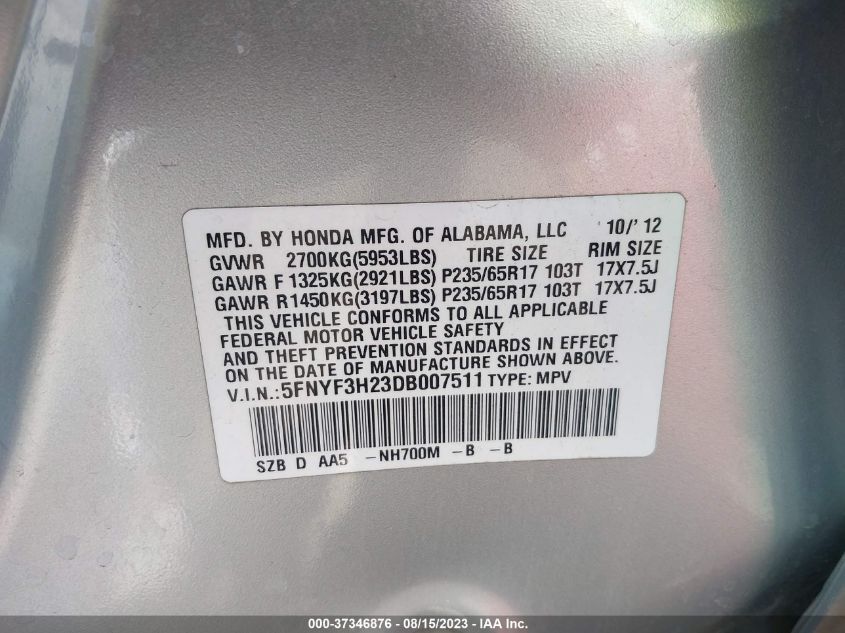 MFD. BY HONDA MFG. OF ALABAMA, LLC 10/'12
GVWR 2700KG(5953LBS) TIRE SIZE RIM SIZE
GAWR F 1325KG(2921LBS) P235/65R17 103T 17X7.5J
GAWR R1450KG(3197LBS) P235/65R17 103T 17X7.5J
THIS VEHICLE CONFORMS TO ALL APPLICABLE
FEDERAL MOTOR VEHICLE SAFETY
AND THEFT PREVENTION STANDARDS IN EFFECT
ON THE DATE OF MANUFACTURE SHOWN ABOVE.
V.I.N.:5FNYF3H23DB007511 TYPE: MPV
SZB D AA5 -NH700M -B -B
000-37346876 - 08/15/2023 - © IAA Inc.